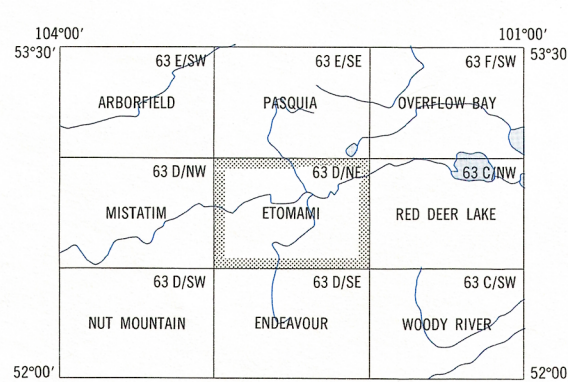 104°00' 101°00'
53°30' 53°30
63 E/SW 63 E/SE 63 F/SW
ARBORFIELD PASQUIA OVERFLOW BAY
63 D/NW 63 D/NE 63 C/NW
MISTATIM ETOMAMI RED DEER LAKE
63 D/SW 63 D/SE 63 C/SW
NUT MOUNTAIN ENDEAVOUR WOODY RIVER
52°00' 52°00